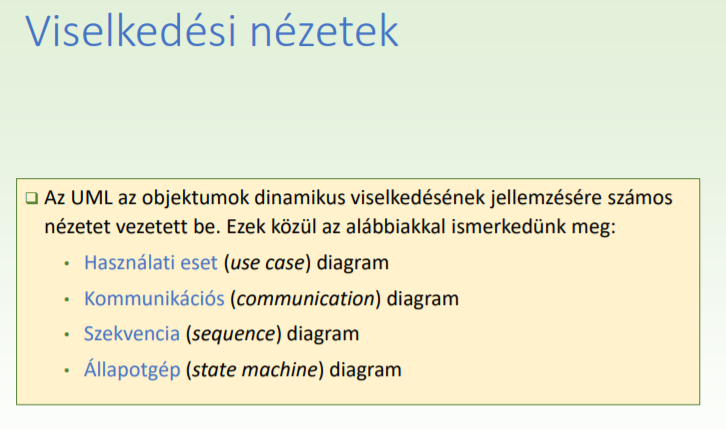 Viselkedési nézetek
❑ Az UML az objektumok dinamikus viselkedésének jellemzésére számos
nézetet vezetett be. Ezek közül az alábbiakkal ismerkedünk meg:
• Használati eset (use case) diagram
• Kommunikációs (communication) diagram
• Szekvencia (sequence) diagram
• Állapotgép (state machine) diagram